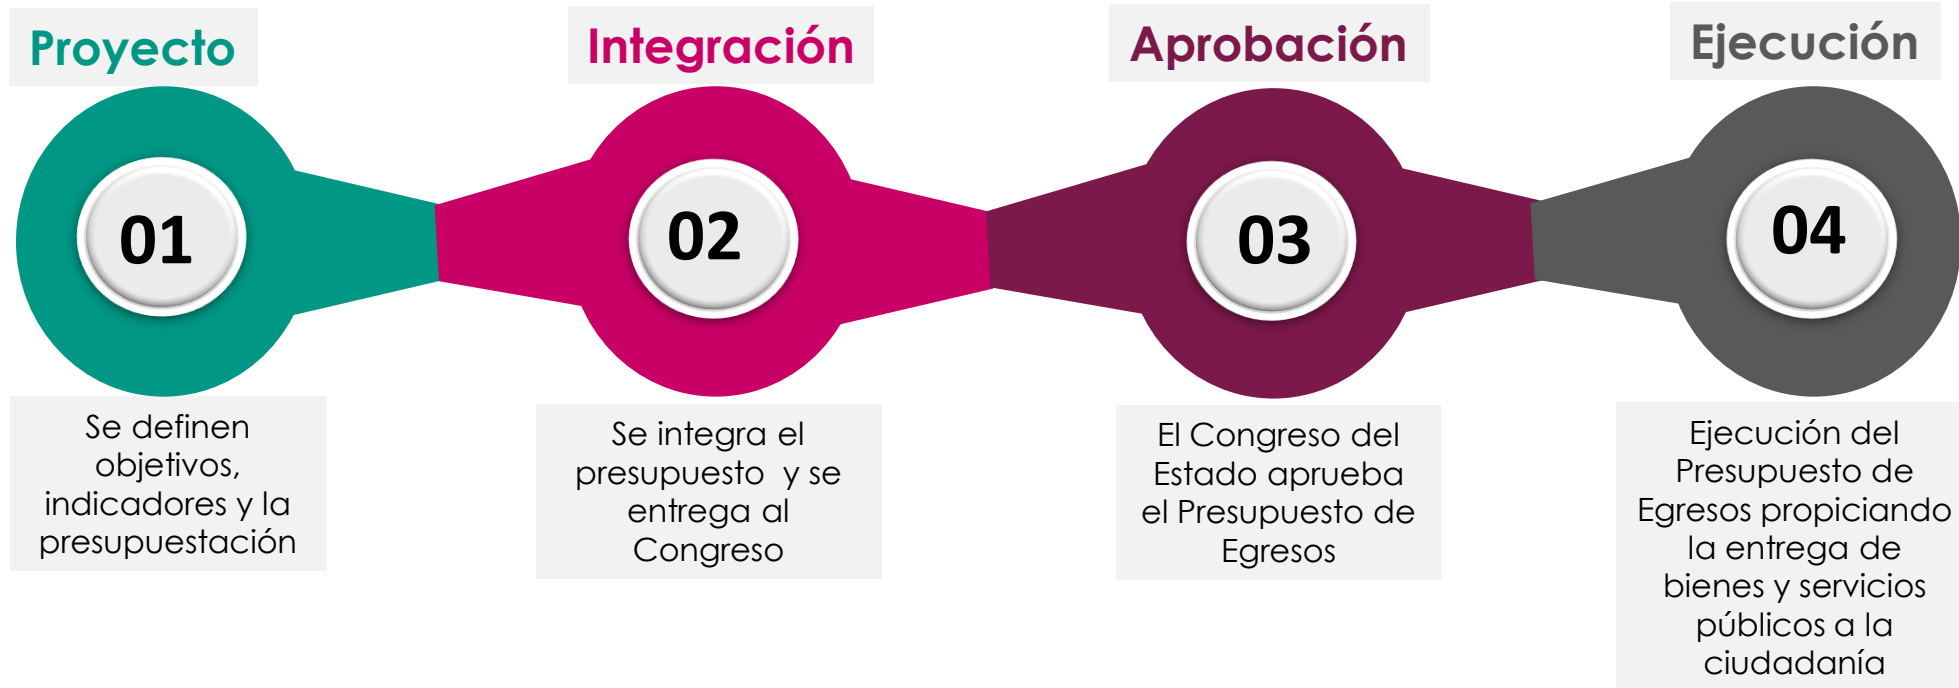 Proyecto
01
Se definen
objetivos,
indicadores y la
presupuestación
Integración
02
Se integra el
presupuesto y se
entrega al
Congreso
Aprobación
03
El Congreso del
Estado aprueba
el Presupuesto de
Egresos
Ejecución
04
Ejecución del
Presupuesto de
Egresos propiciando
la entrega de
bienes y servicios
públicos a la
ciudadanía